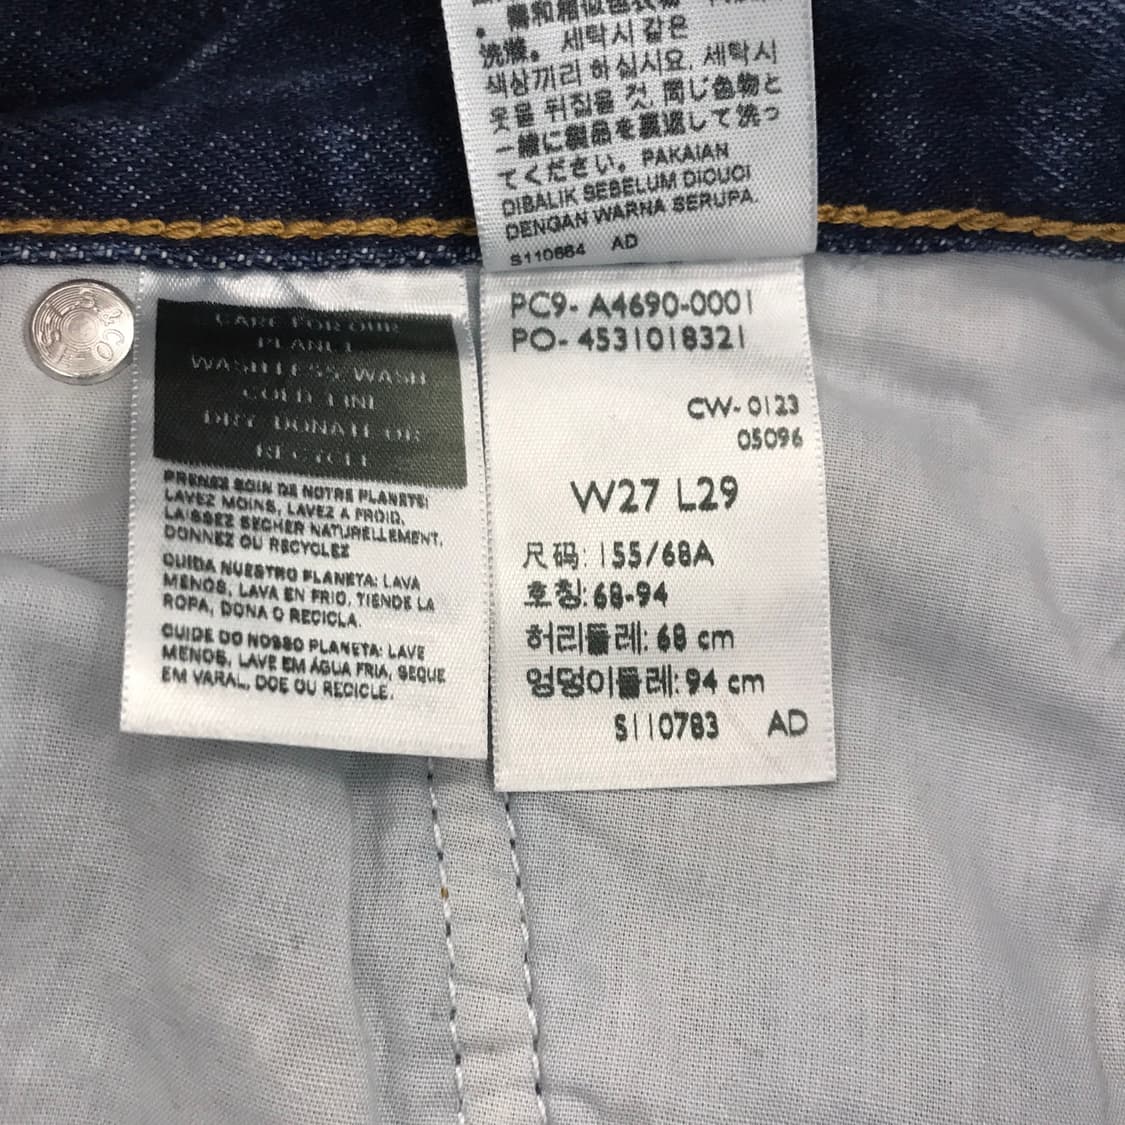 洗滌。 세탁시 같은
색상끼리 하십시요. 세탁시
옷을 뒤집을 것. 同じ色物と
一緒に製品を裏返して洗っ
てください。 PAKAIAN
DIBALIK SEBELUM DICUCI
DENGAN WARNA SERUPA.
S110664 AD
& CO
CARE FOR OUR
PLANET
WASH LESS, WASH
COLD, LINE
DRY, DONATE OR
RECYCLE
PRENEZ SOIN DE NOTRE PLANETE:
LAVEZ MOINS, LAVEZ A FROID,
LAISSEZ SECHER NATURELLEMENT,
DONNEZ OU RECYCLEZ
CUIDA NUESTRO PLANETA: LAVA
MENOS, LAVA EN FRIO, TIENDE LA
ROPA, DONA O RECICLA.
CUIDE DO NOSSO PLANETA: LAVE
MENOS, LAVE EM ÁGUA FRIA, SEQUE
EM VARAL, DOE OU RECICLE.
PC9- A4690-0001
PO- 4531018321
CW- 0123
05096
W27 L29
尺码: 155/68A
호칭: 68-94
허리둘레: 68 cm
엉덩이둘레: 94 cm
S110783 AD